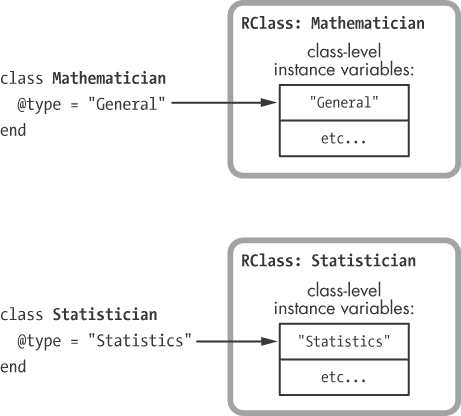 RClass: Mathematician
class-level
instance variables:
class Mathematician
@type = "General"
end
"General"
etc...
RClass: Statistician
class-level
instance variables:
class Statistician
@type = "Statistics"
end
"Statistics"
etc...